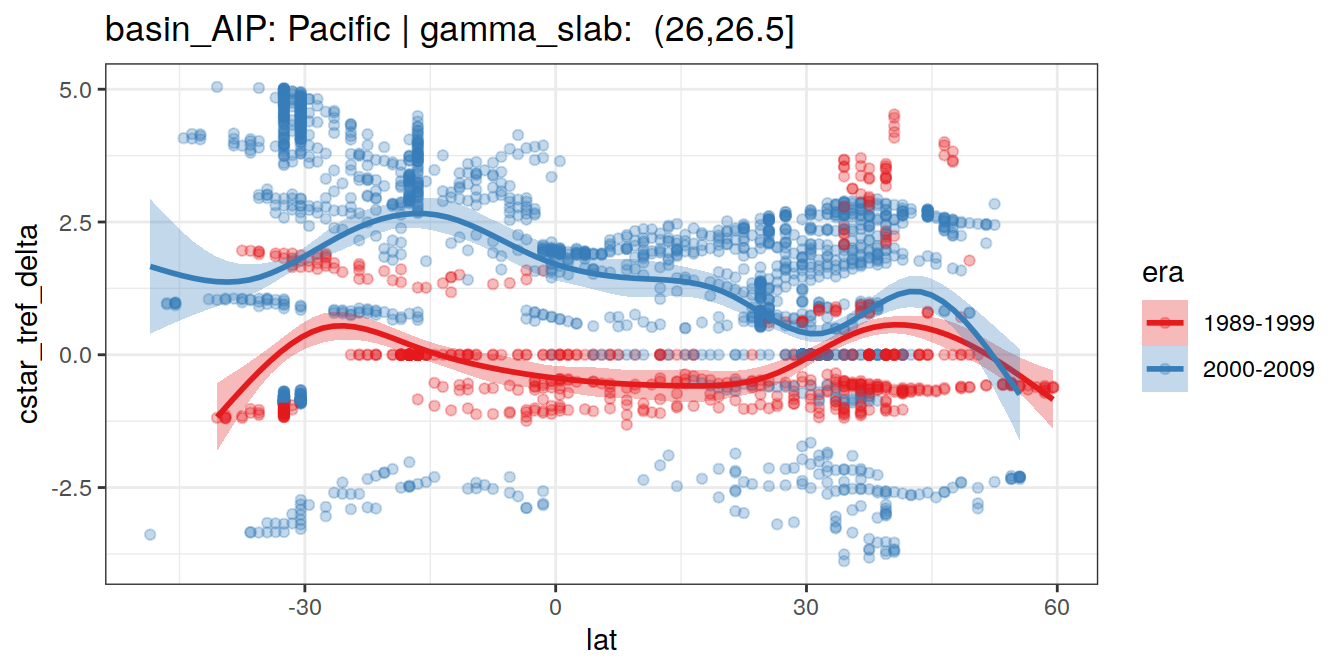 basin_AIP: Pacific | gamma_slab:  (26,26.5]
cstar_tref_delta
5.0
2.5
0.0
-2.5
-30
0
30
60
lat
era
1989-1999
2000-2009